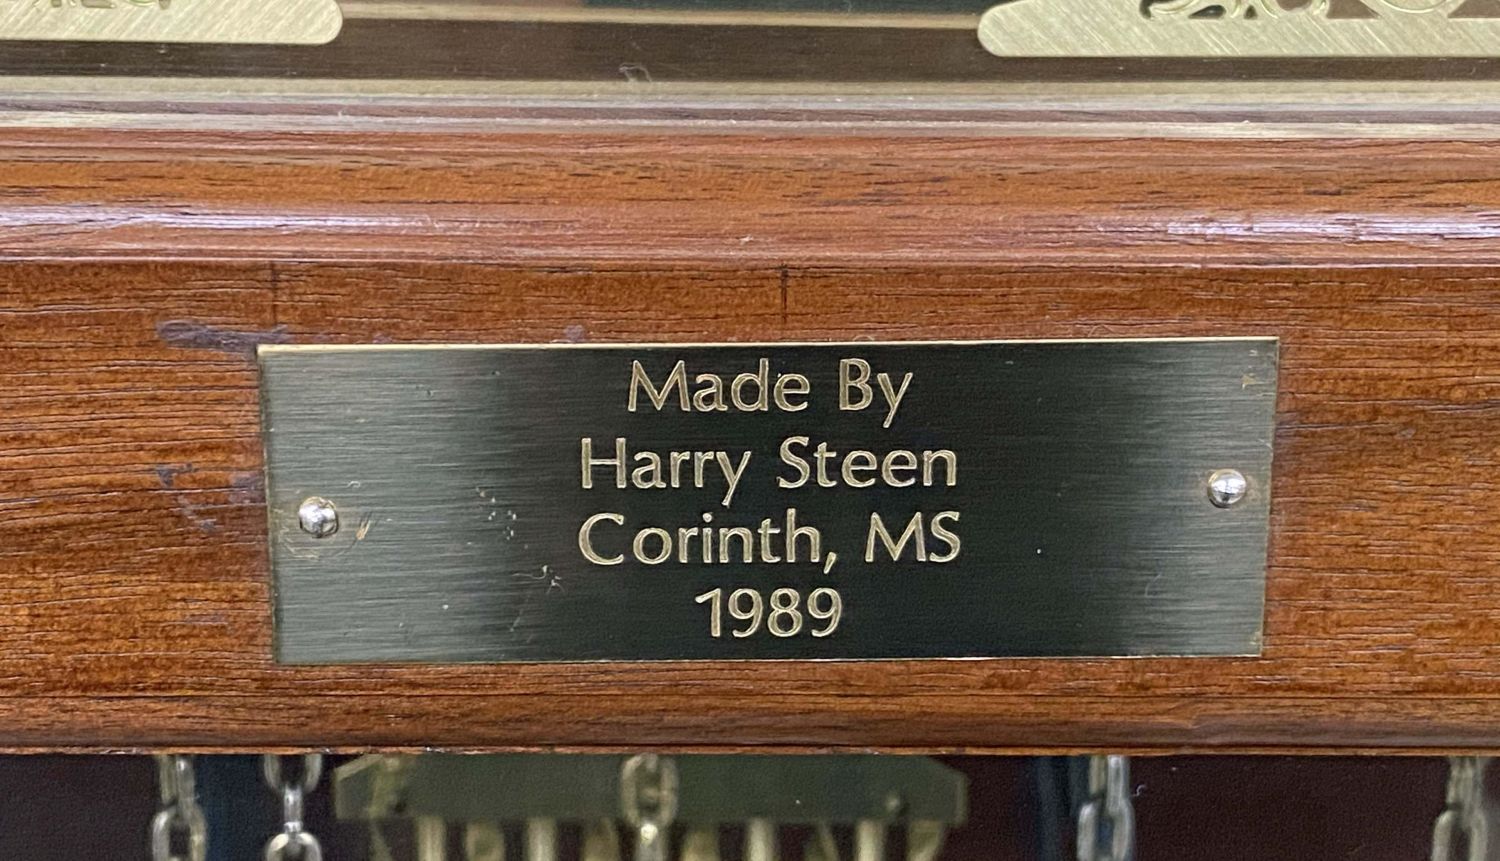 Made By
Harry Steen
Corinth, MS
1989